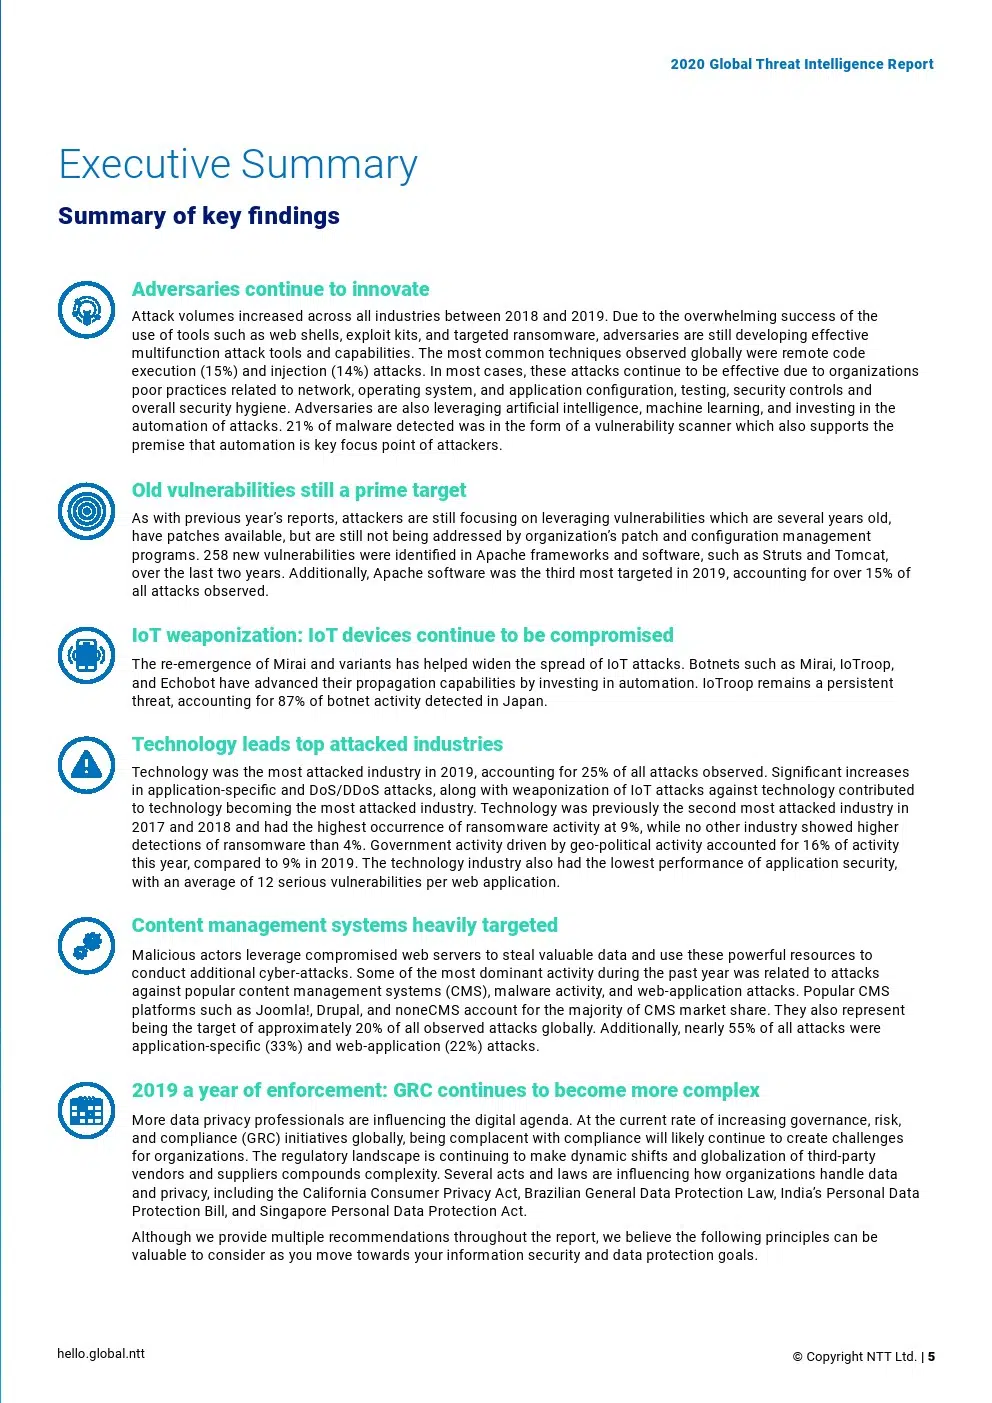 2020 Global Threat Intelligence Report
Executive Summary
Summary of key findings
Adversaries continue to innovate
Attack volumes increased across all industries between 2018 and 2019. Due to the overwhelming success of the
use of tools such as web shells, exploit kits, and targeted ransomware, adversaries are still developing effective
multifunction attack tools and capabilities. The most common techniques observed globally were remote code
execution (15%) and injection (14%) attacks. In most cases, these attacks continue to be effective due to organizations
poor practices related to network, operating system, and application configuration, testing, security controls and
overall security hygiene. Adversaries are also leveraging artificial intelligence, machine learning, and investing in the
automation of attacks. 21% of malware detected was in the form of a vulnerability scanner which also supports the
premise that automation is key focus point of attackers.
Old vulnerabilities still a prime target
As with previous year's reports, attackers are still focusing on leveraging vulnerabilities which are several years old,
have patches available, but are still not being addressed by organization's patch and configuration management
programs. 258 new vulnerabilities were identified in Apache frameworks and software, such as Struts and Tomcat,
over the last two years. Additionally, Apache software was the third most targeted in 2019, accounting for over 15% of
all attacks observed.
IoT weaponization: IoT devices continue to be compromised
The re-emergence of Mirai and variants has helped widen the spread of IoT attacks. Botnets such as Mirai, IoTroop,
and Echobot have advanced their propagation capabilities by investing in automation. IoTroop remains a persistent
threat, accounting for 87% of botnet activity detected in Japan.
Technology leads top attacked industries
Technology was the most attacked industry in 2019, accounting for 25% of all attacks observed. Significant increases
in application-specific and DoS/DDoS attacks, along with weaponization of IoT attacks against technology contributed
to technology becoming the most attacked industry. Technology was previously the second most attacked industry in
2017 and 2018 and had the highest occurrence of ransomware activity at 9%, while no other industry showed higher
detections of ransomware than 4%. Government activity driven by geo-political activity accounted for 16% of activity
this year, compared to 9% in 2019. The technology industry also had the lowest performance of application security,
with an average of 12 serious vulnerabilities per web application.
Content management systems heavily targeted
Malicious actors leverage compromised web servers to steal valuable data and use these powerful resources to
conduct additional cyber-attacks. Some of the most dominant activity during the past year was related to attacks
against popular content management systems (CMS), malware activity, and web-application attacks. Popular CMS
platforms such as Joomla!, Drupal, and noneCMS account for the majority of CMS market share. They also represent
being the target of approximately 20% of all observed attacks globally. Additionally, nearly 55% of all attacks were
application-specific (33%) and web-application (22%) attacks.
2019 a year of enforcement: GRC continues to become more complex
More data privacy professionals are influencing the digital agenda. At the current rate of increasing governance, risk,
and compliance (GRC) initiatives globally, being complacent with compliance will likely continue to create challenges
for organizations. The regulatory landscape is continuing to make dynamic shifts and globalization of third-party
vendors and suppliers compounds complexity. Several acts and laws are influencing how organizations handle data
and privacy, including the California Consumer Privacy Act, Brazilian General Data Protection Law, India's Personal Data
Protection Bill, and Singapore Personal Data Protection Act.
Although we provide multiple recommendations throughout the report, we believe the following principles can be
valuable to consider as you move towards your information security and data protection goals.
hello.global.ntt
© Copyright NTT Ltd. | 5